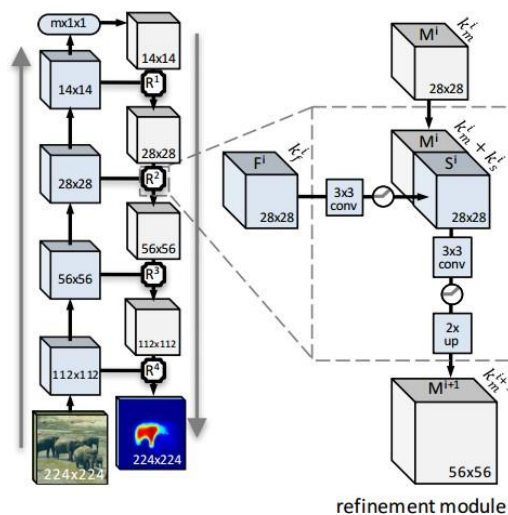 mx1x1
14x14
14x14
R¹
28x28
28x28
R²
56x56
56x56
R³
112x112
112x112
R⁴
224x224
224x224
Mⁱ
kⁱₘ
28x28
Fⁱ
kⁱ_f
28x28
3x3
conv
Mⁱ
Sⁱ
kⁱₘ + kⁱₛ
28x28
3x3
conv
2x
up
Mⁱ⁺¹
56x56
refinement module